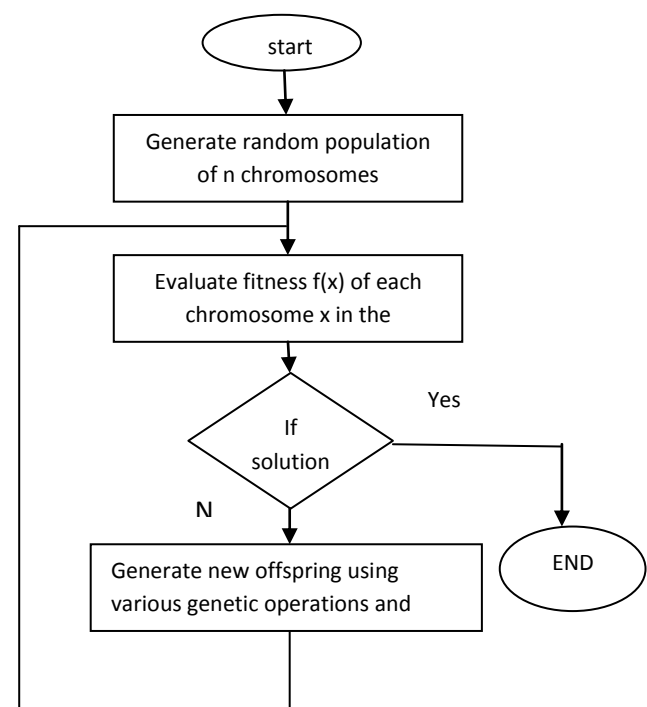 start
Generate random population
of n chromosomes
Evaluate fitness f(x) of each
chromosome x in the
If
solution
Yes
N
Generate new offspring using
various genetic operations and
END